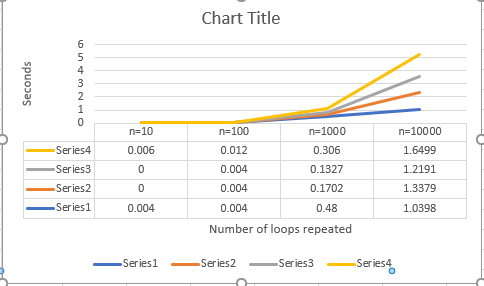 Chart Title
6
5
4
3
2
1
0
Seconds
n=10 n=100 n=1000 n=10000
Series4 0.006 0.012 0.306 1.6499
Series3 0 0.004 0.1327 1.2191
Series2 0 0.004 0.1702 1.3379
Series1 0.004 0.004 0.48 1.0398
Number of loops repeated
Series1 Series2 Series3 Series4